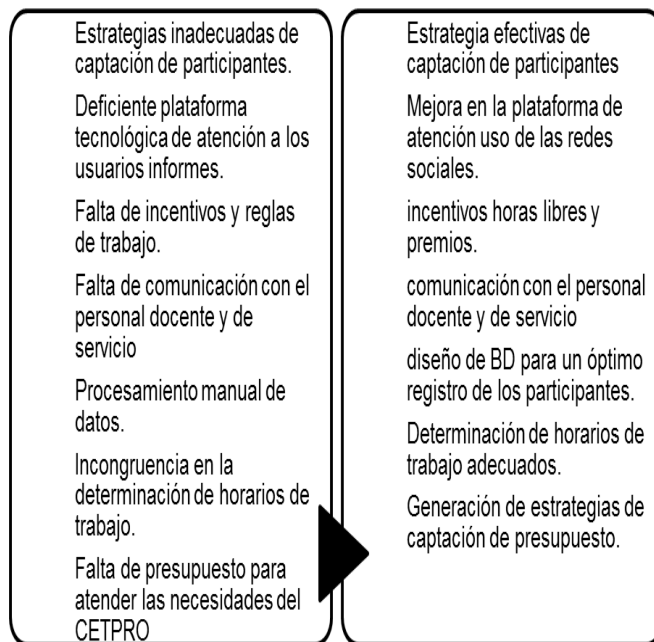 Estrategias inadecuadas de
captación de participantes.
Deficiente plataforma
tecnológica de atención a los
usuarios informes.
Falta de incentivos y reglas
de trabajo.
Falta de comunicación con el
personal docente y de
servicio
Procesamiento manual de
datos.
Incongruencia en la
determinación de horarios de
trabajo.
Falta de presupuesto para
atender las necesidades del
CETPRO
Estrategia efectivas de
captación de participantes
Mejora en la plataforma de
atención uso de las redes
sociales.
incentivos horas libres y
premios.
comunicación con el personal
docente y de servicio
diseño de BD para un óptimo
registro de los participantes.
Determinación de horarios de
trabajo adecuados.
Generación de estrategias de
captación de presupuesto.